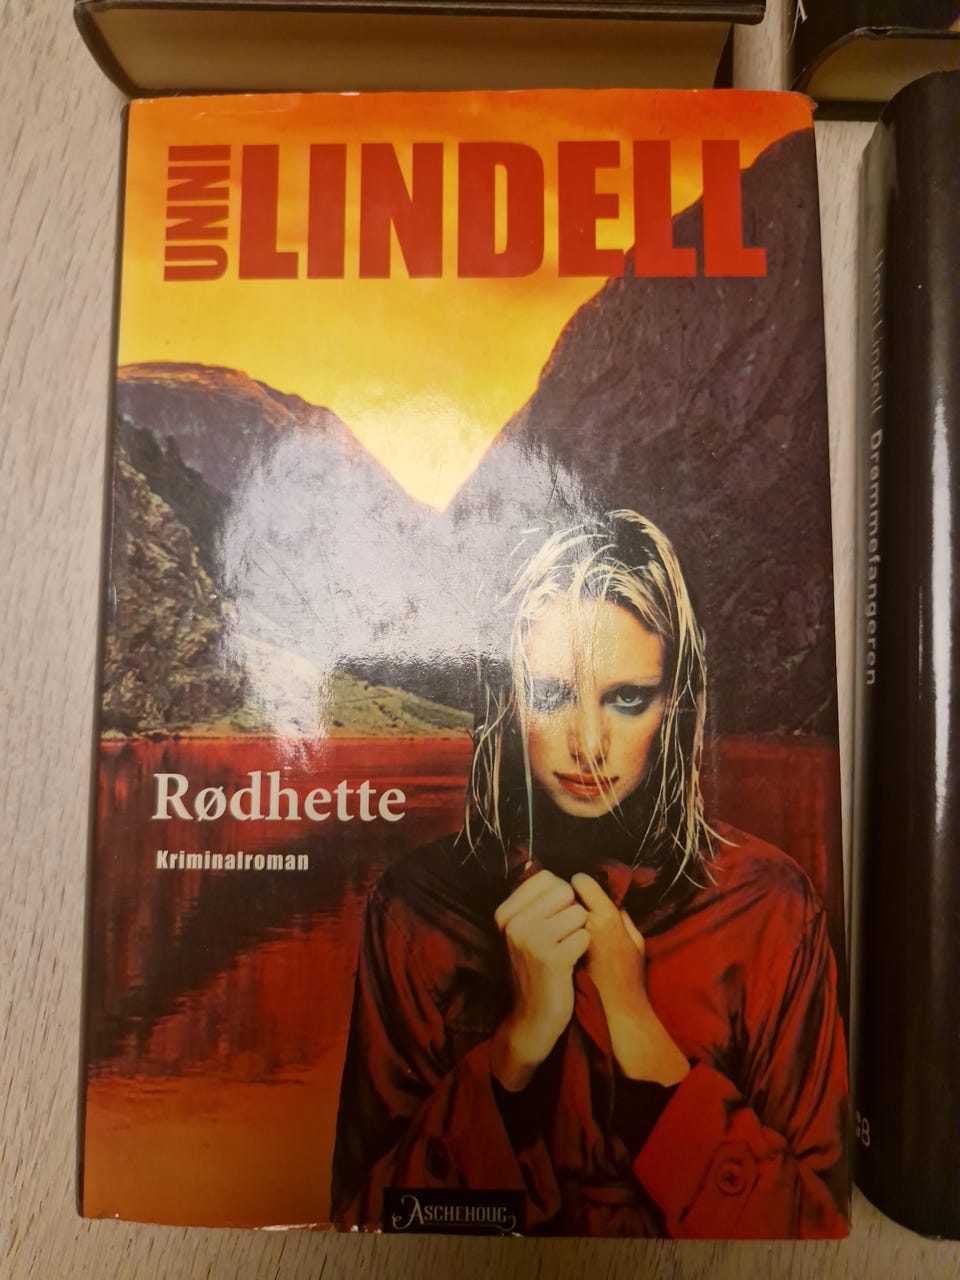 UNNI
LINDELL
Rødhette
Kriminalroman
ASCHEHOUG
Unni Lindell Drømmefangeren